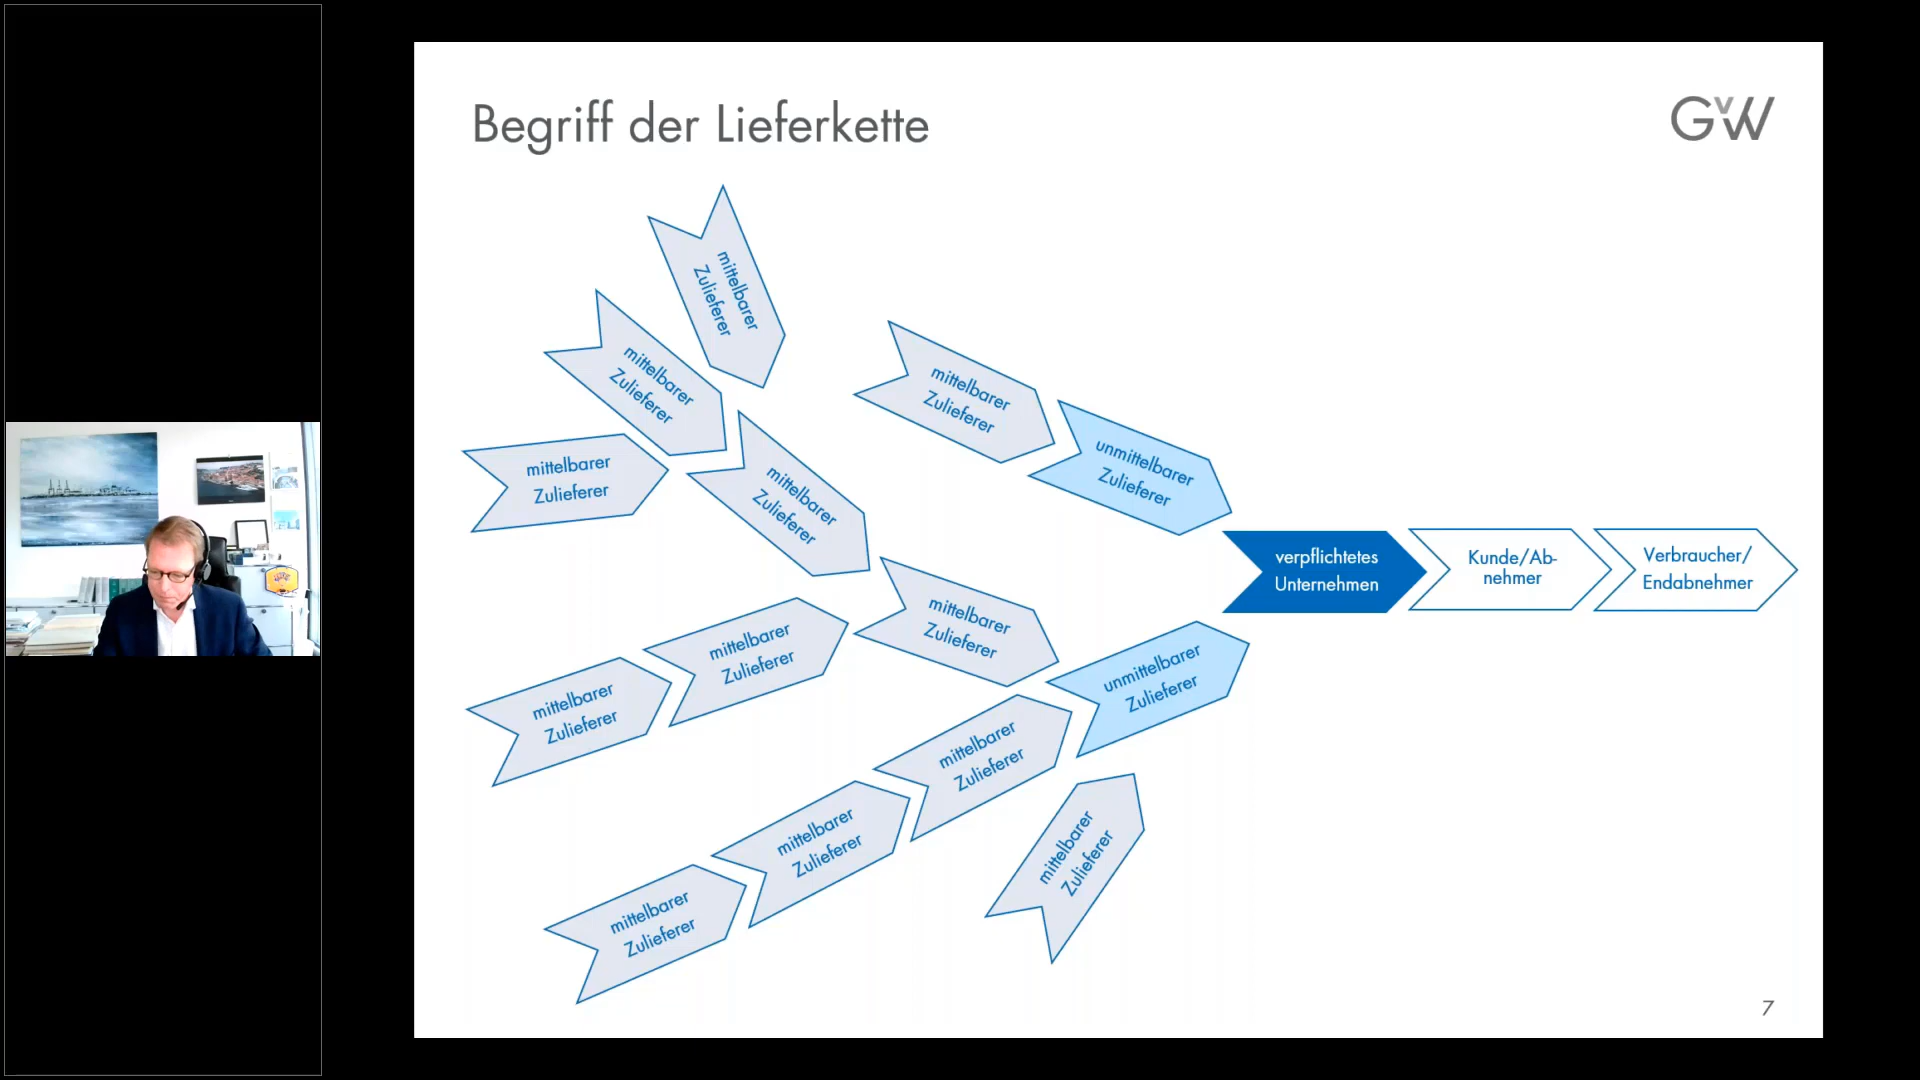 Begriff der Lieferkette
GvW
mittelbarer
Zulieferer
mittelbarer
Zulieferer
mittelbarer
Zulieferer
mittelbarer
Zulieferer
mittelbarer
Zulieferer
unmittelbarer
Zulieferer
verpflichtetes
Unternehmen
Kunde/Ab-
nehmer
Verbraucher/
Endabnehmer
mittelbarer
Zulieferer
mittelbarer
Zulieferer
mittelbarer
Zulieferer
unmittelbarer
Zulieferer
mittelbarer
Zulieferer
mittelbarer
Zulieferer
mittelbarer
Zulieferer
mittelbarer
Zulieferer
7